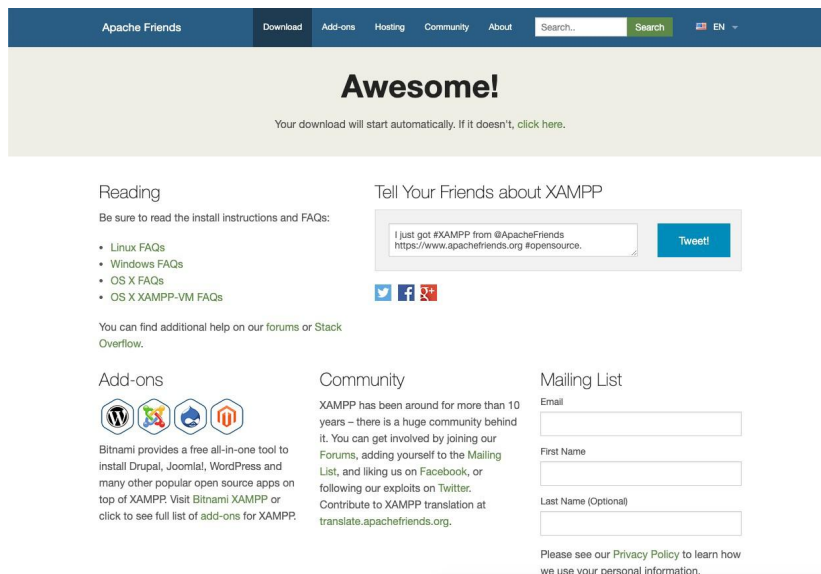 Apache Friends
Download Add-ons Hosting Community About Search.. Search EN
Awesome!
Your download will start automatically. If it doesn't, click here.
Reading
Be sure to read the install instructions and FAQs:
• Linux FAQs
• Windows FAQs
• OS X FAQs
• OS X XAMPP-VM FAQs
You can find additional help on our forums or Stack
Overflow.
Tell Your Friends about XAMPP
I just got #XAMPP from @ApacheFriends
https://www.apachefriends.org #opensource.
Tweet!
Add-ons
Bitnami provides a free all-in-one tool to
install Drupal, Joomla!, WordPress and
many other popular open source apps on
top of XAMPP. Visit Bitnami XAMPP or
click to see full list of add-ons for XAMPP.
Community
XAMPP has been around for more than 10
years – there is a huge community behind
it. You can get involved by joining our
Forums, adding yourself to the Mailing
List, and liking us on Facebook, or
following our exploits on Twitter.
Contribute to XAMPP translation at
translate.apachefriends.org.
Mailing List
Email
First Name
Last Name (Optional)
Please see our Privacy Policy to learn how
we use your personal information.